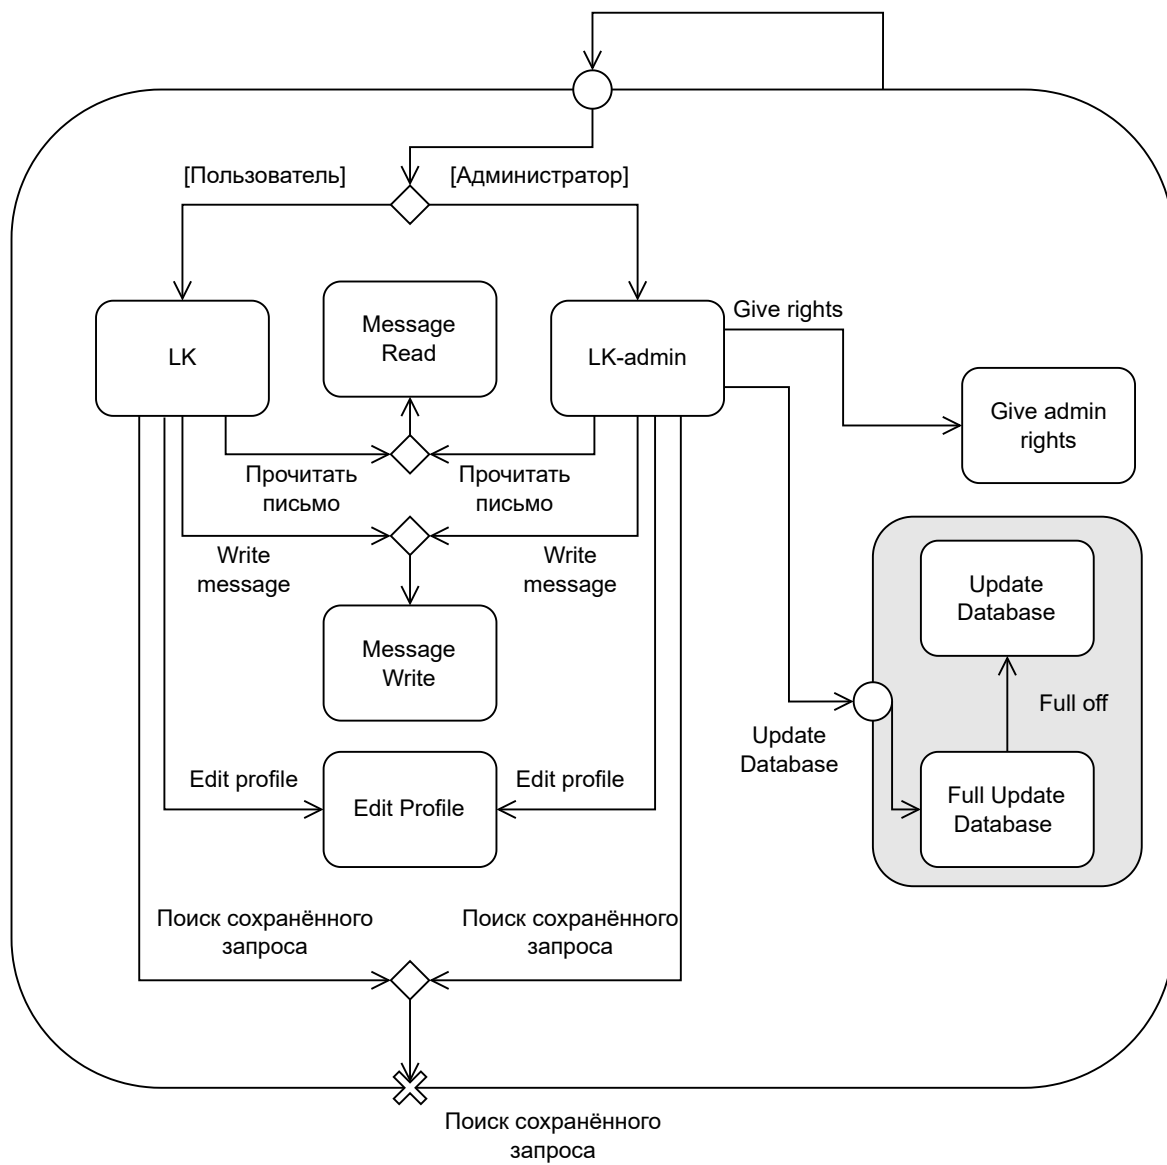 [Пользователь]
[Администратор]
LK
Message
Read
LK-admin
Give rights
Give admin
rights
Прочитать
письмо
Прочитать
письмо
Write
message
Write
message
Message
Write
Update
Database
Full off
Update
Database
Full Update
Database
Edit profile
Edit Profile
Edit profile
Поиск сохранённого
запроса
Поиск сохранённого
запроса
Поиск сохранённого
запроса